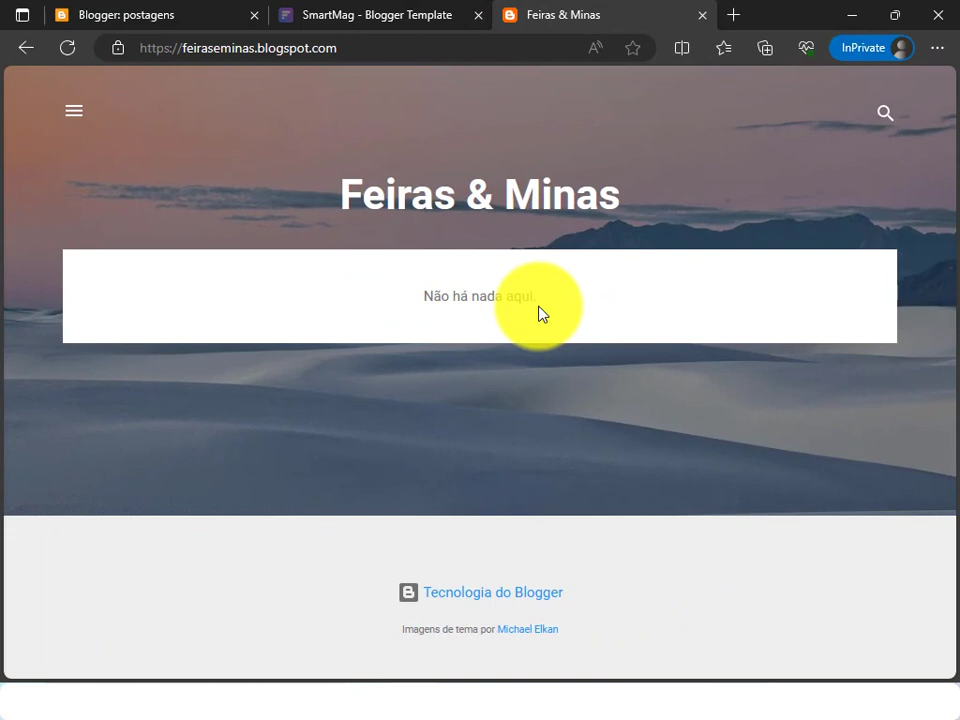 Blogger: postagens
SmartMag - Blogger Template
Feiras & Minas
https://feiraseminas.blogspot.com
InPrivate
Feiras & Minas
Não há nada aqui.
Tecnologia do Blogger
Imagens de tema por Michael Elkan